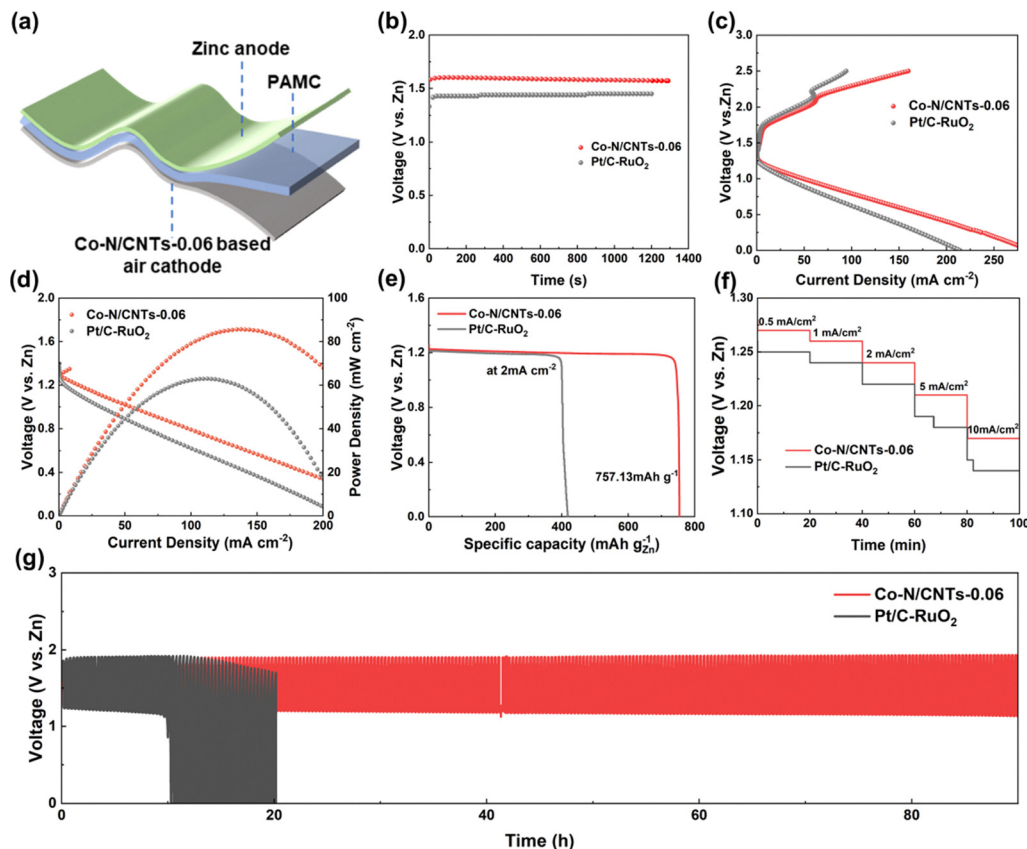 (a)
Zinc anode
PAMC
Co-N/CNTs-0.06 based
air cathode
(b)
Voltage (V vs. Zn)
2.0
1.5
1.0
0.5
0.0
Co-N/CNTs-0.06
Pt/C-RuO₂
0 200 400 600 800 1000 1200 1400
Time (s)
(c)
Voltage (V vs.Zn)
3.0
2.5
2.0
1.5
1.0
0.5
0.0
Co-N/CNTs-0.06
Pt/C-RuO₂
0 50 100 150 200 250
Current Density (mA cm⁻²)
(d)
Voltage (V vs. Zn)
2.0
1.6
1.2
0.8
0.4
0.0
Co-N/CNTs-0.06
Pt/C-RuO₂
100
80
60
40
20
0
Power Density (mW cm⁻²)
0 50 100 150 200
Current Density (mA cm⁻²)
(e)
Voltage (V vs. Zn)
1.6
1.2
0.8
0.4
0.0
Co-N/CNTs-0.06
Pt/C-RuO₂
at 2mA cm⁻²
757.13mAh g⁻¹
0 200 400 600 800
Specific capacity (mAh g_Zn⁻¹)
(f)
Voltage (V vs. Zn)
1.30
1.25
1.20
1.15
1.10
0.5 mA/cm²
1 mA/cm²
2 mA/cm²
5 mA/cm²
10mA/cm²
Co-N/CNTs-0.06
Pt/C-RuO₂
0 20 40 60 80 100
Time (min)
(g)
Voltage (V vs. Zn)
3
2
1
0
Co-N/CNTs-0.06
Pt/C-RuO₂
0 20 40 60 80
Time (h)